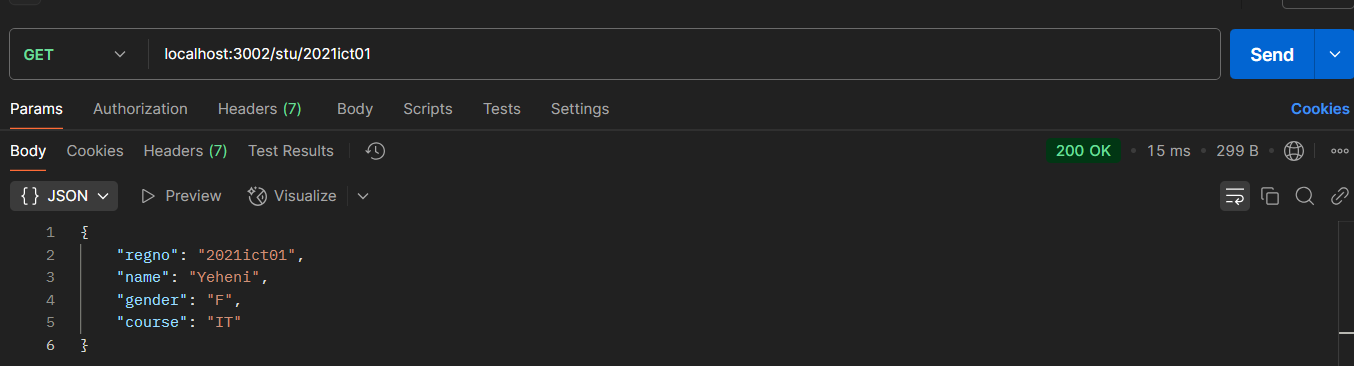 GET localhost:3002/stu/2021ict01 Send
Params Authorization Headers (7) Body Scripts Tests Settings Cookies
Body Cookies Headers (7) Test Results 200 OK • 15 ms • 299 B •
{} JSON Preview Visualize
1 {
2 "regno": "2021ict01",
3 "name": "Yeheni",
4 "gender": "F",
5 "course": "IT"
6 }